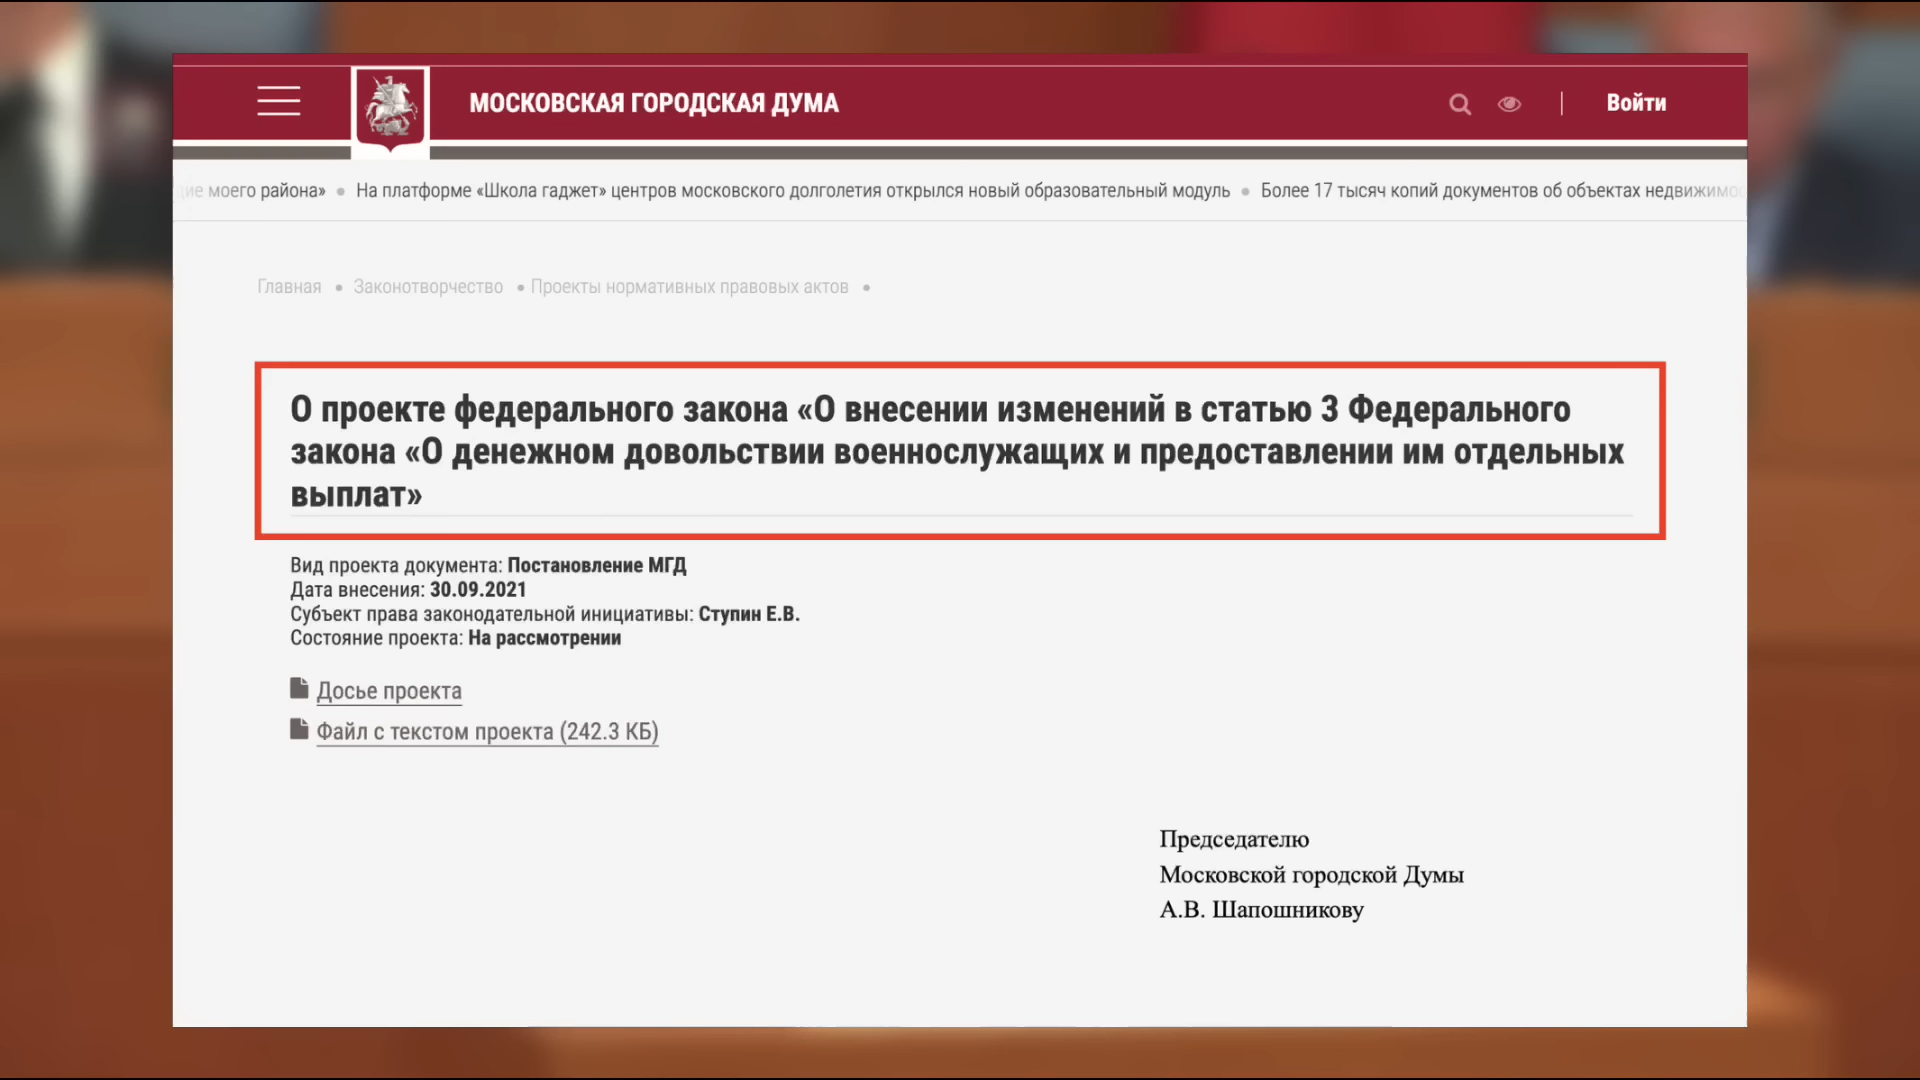 МОСКОВСКАЯ ГОРОДСКАЯ ДУМА
Войти
моего района» • На платформе «Школа гаджет» центров московского долголетия открылся новый образовательный модуль • Более 17 тысяч копий документов об объектах
Главная • Законотворчество • Проекты нормативных правовых актов •
О проекте федерального закона «О внесении изменений в статью 3 Федерального
закона «О денежном довольствии военнослужащих и предоставлении им отдельных
выплат»
Вид проекта документа: Постановление МГД
Дата внесения: 30.09.2021
Субъект права законодательной инициативы: Ступин Е.В.
Состояние проекта: На рассмотрении
Досье проекта
Файл с текстом проекта (242.3 КБ)
Председателю
Московской городской Думы
А.В. Шапошникову